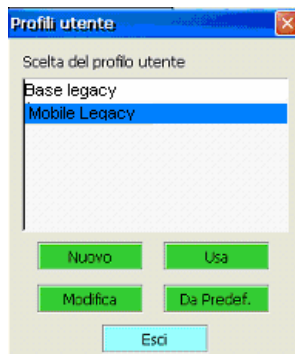 Profili utente
Scelta del profilo utente
Base legacy
Mobile Legacy
Nuovo
Usa
Modifica
Da Predef.
Esci